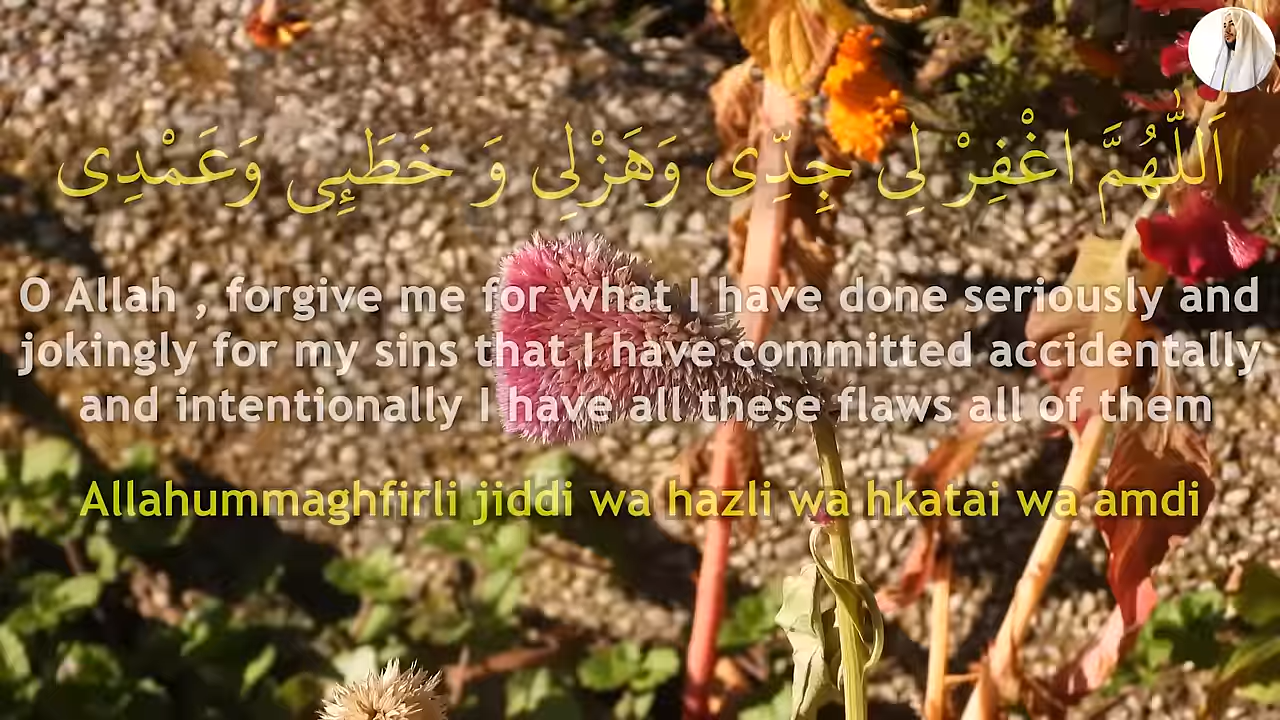 اَللّٰهُمَّ اغْفِرْ لِي جِدِّى وَهَزْلِي وَ خَطَئِى وَعَمْدِى
O Allah , forgive me for what I have done seriously and
jokingly for my sins that I have committed accidentally
and intentionally I have all these flaws all of them
Allahummaghfirli jiddi wa hazli wa hkatai wa amdi